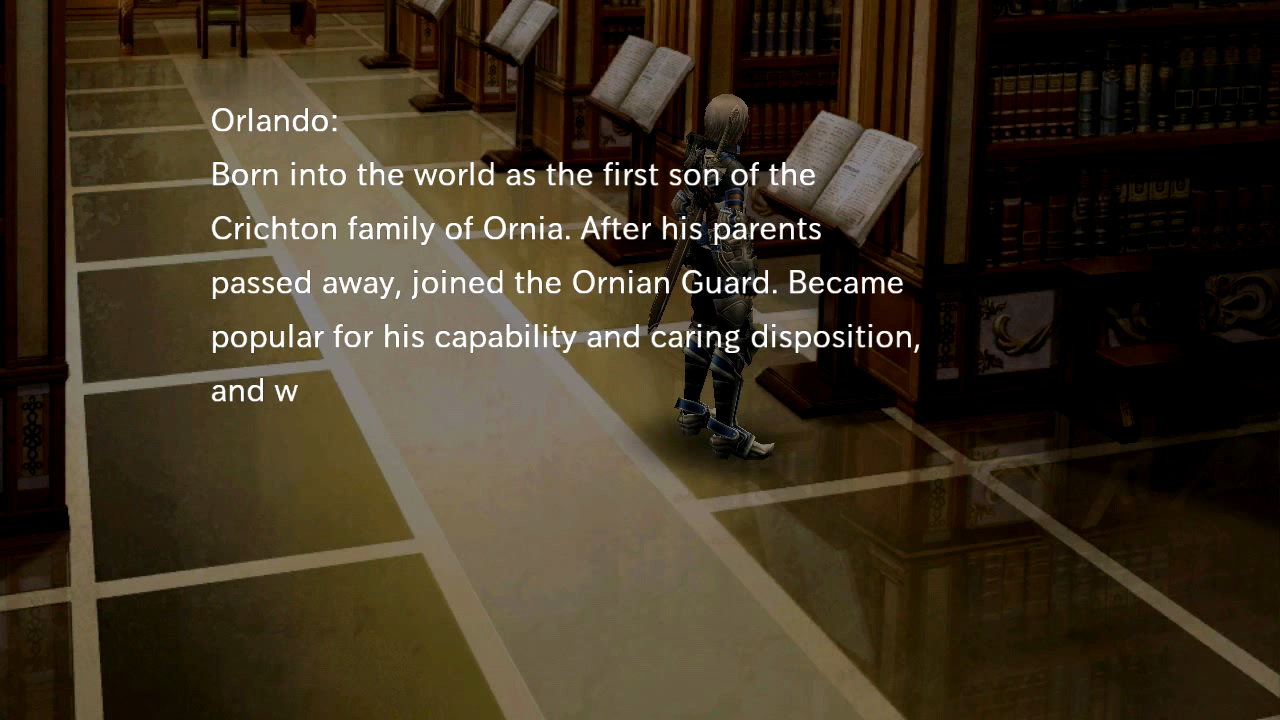 Orlando:
Born into the world as the first son of the
Crichton family of Ornia. After his parents
passed away, joined the Ornian Guard. Became
popular for his capability and caring disposition,
and w